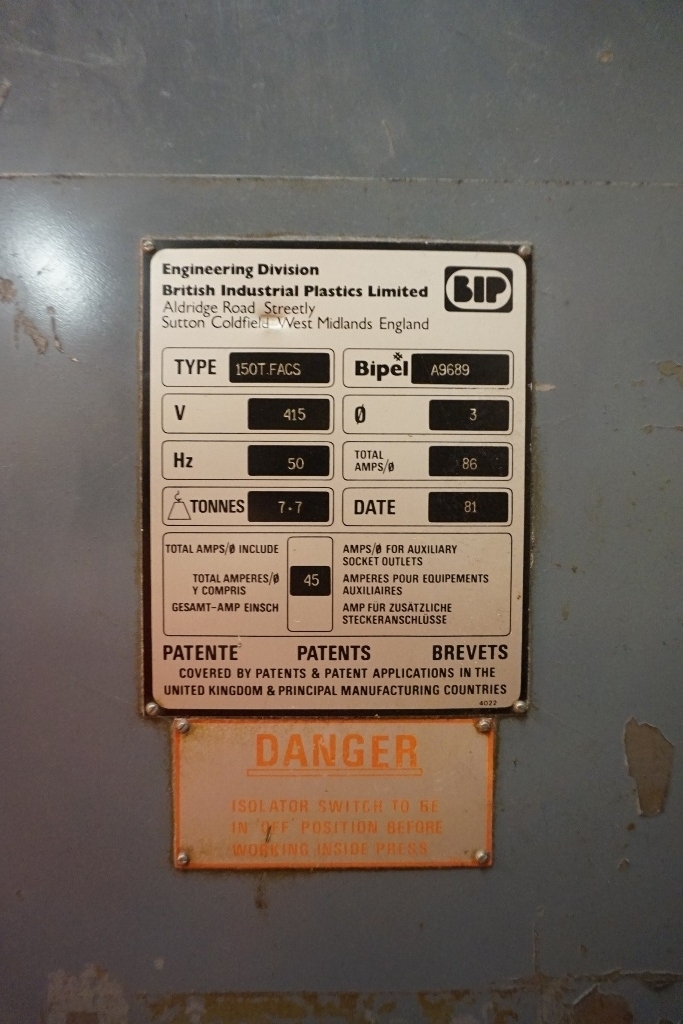 Engineering Division
British Industrial Plastics Limited
Aldridge Road Streetly
Sutton Coldfield West Midlands England
BIP
TYPE 150T.FACS
Bipel A9689
V 415
Ø 3
Hz 50
TOTAL AMPS/Ø 86
TONNES 7.7
DATE 81
TOTAL AMPS/Ø INCLUDE
TOTAL AMPERES/Ø
Y COMPRIS
GESAMT-AMP EINSCH
45
AMPS/Ø FOR AUXILIARY
SOCKET OUTLETS
AMPERES POUR EQUIPEMENTS
AUXILIAIRES
AMP FÜR ZUSÄTZLICHE
STECKERANSCHLÜSSE
PATENTE PATENTS BREVETS
COVERED BY PATENTS & PATENT APPLICATIONS IN THE
UNITED KINGDOM & PRINCIPAL MANUFACTURING COUNTRIES
4022
DANGER
ISOLATOR SWITCH TO BE
IN 'OFF' POSITION BEFORE
WORKING INSIDE PRESS